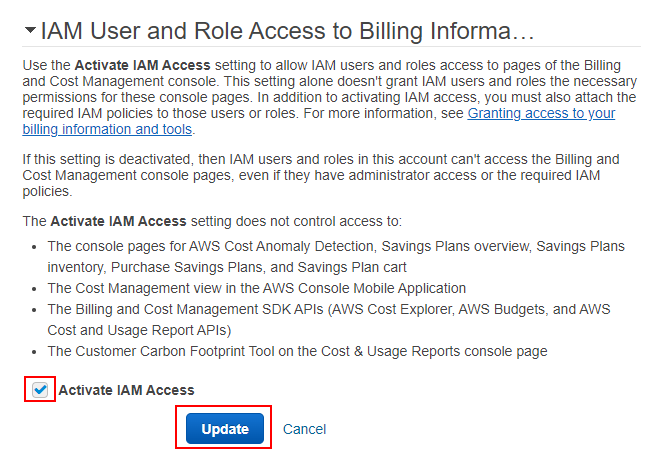 IAM User and Role Access to Billing Informa…
Use the Activate IAM Access setting to allow IAM users and roles access to pages of the Billing
and Cost Management console. This setting alone doesn't grant IAM users and roles the necessary
permissions for these console pages. In addition to activating IAM access, you must also attach the
required IAM policies to those users or roles. For more information, see Granting access to your
billing information and tools.
If this setting is deactivated, then IAM users and roles in this account can't access the Billing and
Cost Management console pages, even if they have administrator access or the required IAM
policies.
The Activate IAM Access setting does not control access to:
• The console pages for AWS Cost Anomaly Detection, Savings Plans overview, Savings Plans
inventory, Purchase Savings Plans, and Savings Plan cart
• The Cost Management view in the AWS Console Mobile Application
• The Billing and Cost Management SDK APIs (AWS Cost Explorer, AWS Budgets, and AWS
Cost and Usage Report APIs)
• The Customer Carbon Footprint Tool on the Cost & Usage Reports console page
Activate IAM Access
Update Cancel